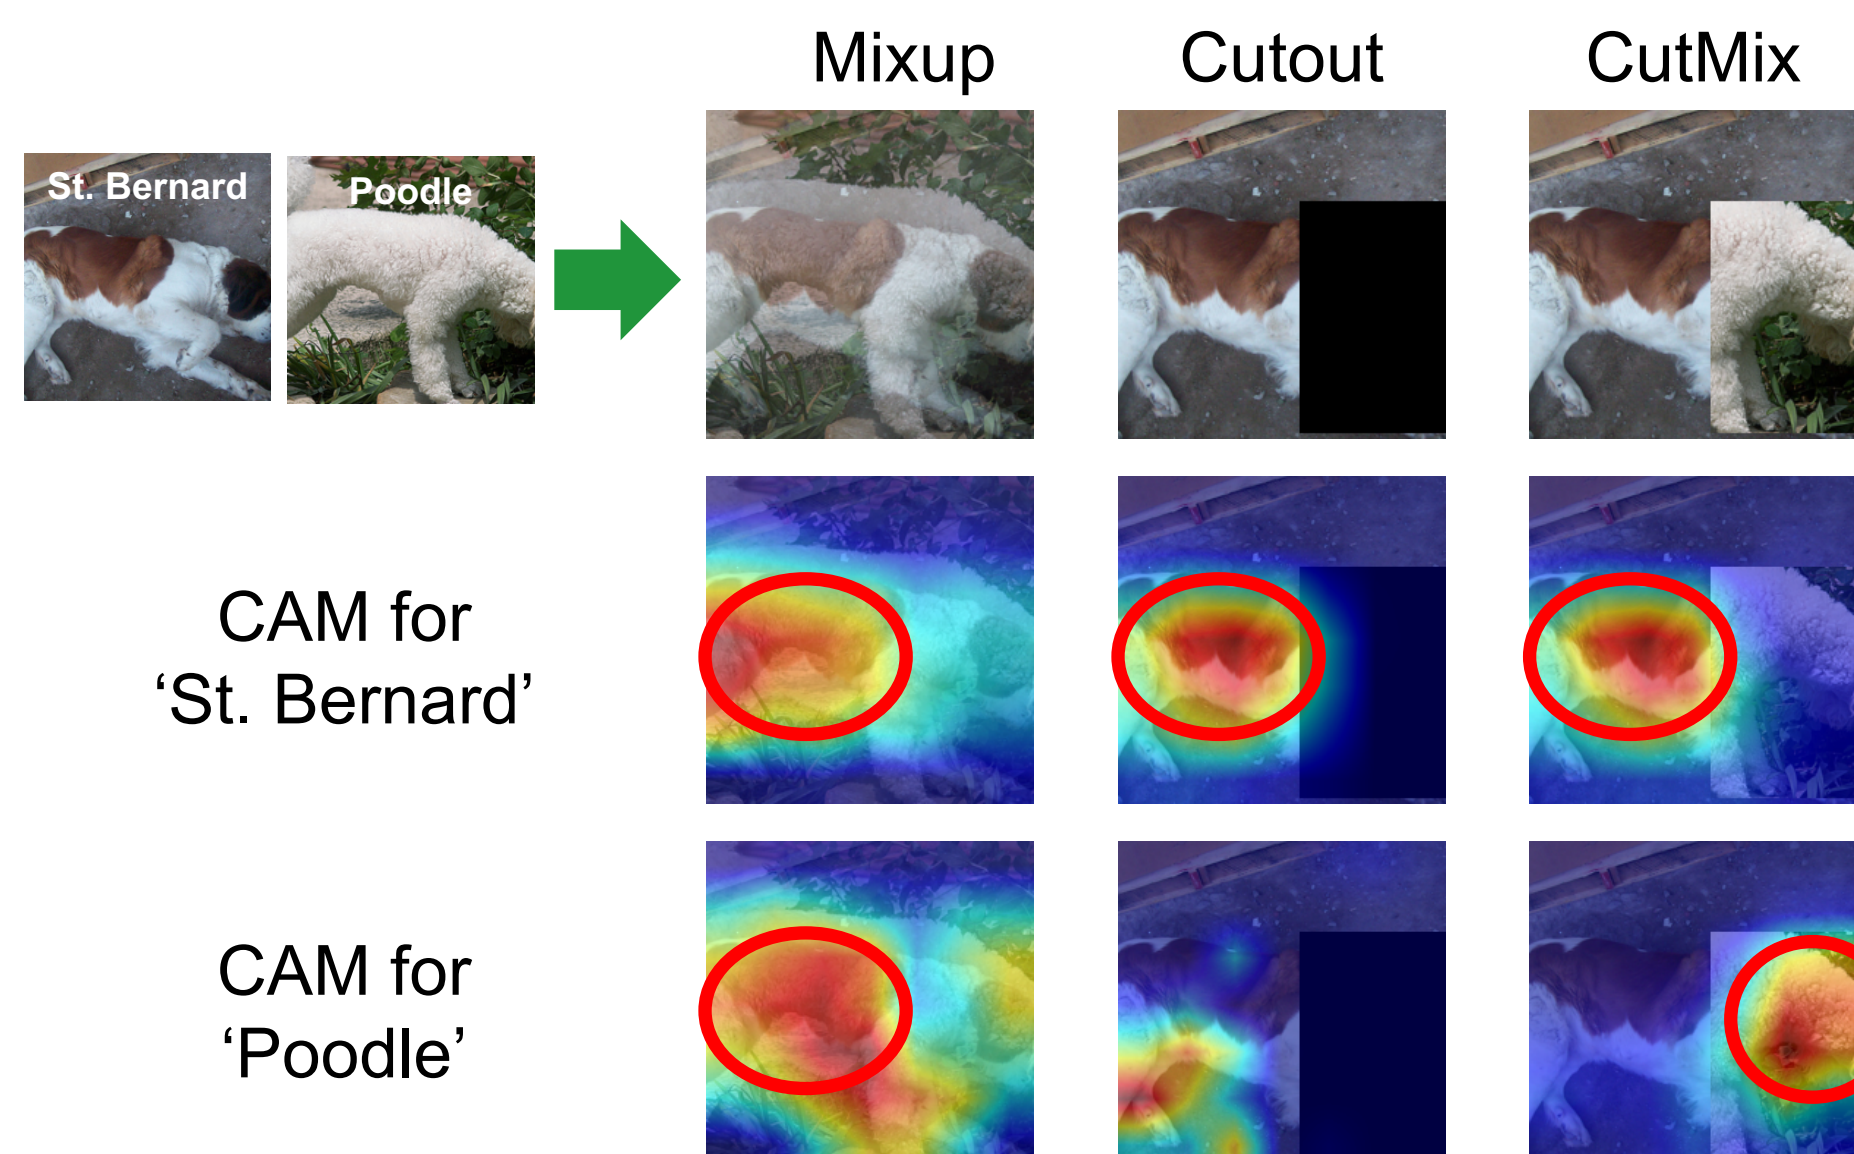 Mixup
Cutout
CutMix
St. Bernard
Poodle
CAM for
‘St. Bernard’
CAM for
‘Poodle’